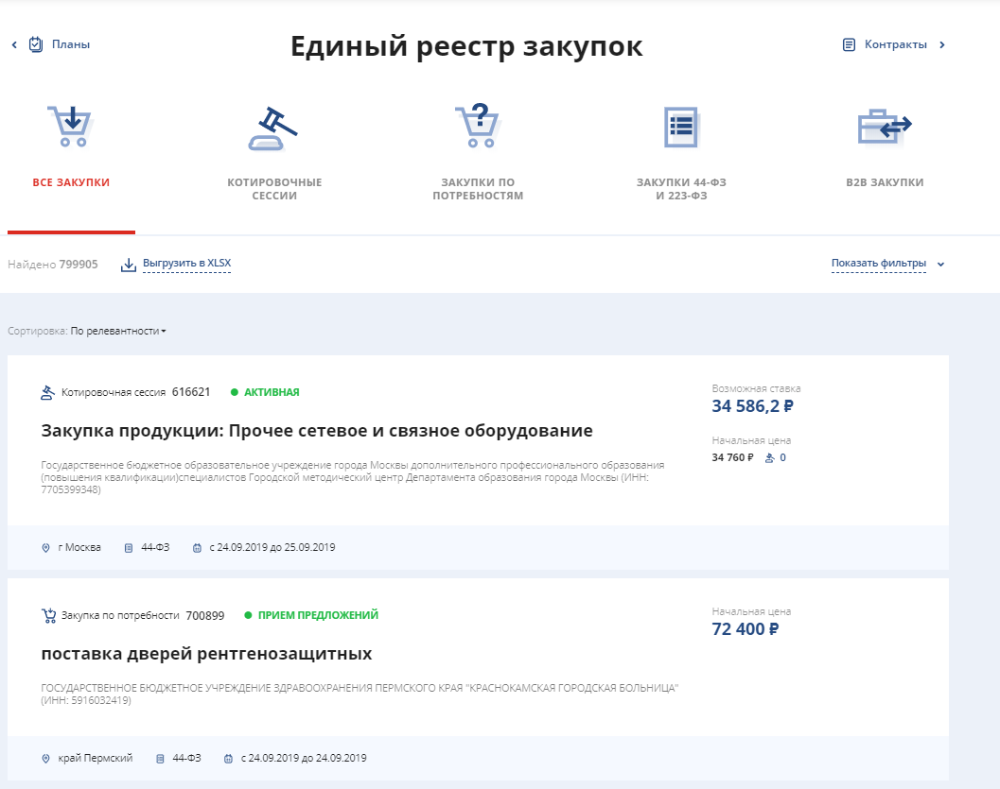 Планы
Единый реестр закупок
Контракты
ВСЕ ЗАКУПКИ
КОТИРОВОЧНЫЕ
СЕССИИ
ЗАКУПКИ ПО
ПОТРЕБНОСТЯМ
ЗАКУПКИ 44-ФЗ
И 223-ФЗ
B2B ЗАКУПКИ
Найдено 799905
Выгрузить в XLSX
Показать фильтры
Сортировка: По релевантности
Котировочная сессия 616621
АКТИВНАЯ
Закупка продукции: Прочее сетевое и связное оборудование
Государственное бюджетное образовательное учреждение города Москвы дополнительного профессионального образования
(повышения квалификации)специалистов Городской методический центр Департамента образования города Москвы (ИНН:
7705399348)
Возможная ставка
34 586,2 ₽
Начальная цена
34 760 ₽ 0
г Москва 44-ФЗ с 24.09.2019 до 25.09.2019
Закупка по потребности 700899
ПРИЕМ ПРЕДЛОЖЕНИЙ
поставка дверей рентгенозащитных
ГОСУДАРСТВЕННОЕ БЮДЖЕТНОЕ УЧРЕЖДЕНИЕ ЗДРАВООХРАНЕНИЯ ПЕРМСКОГО КРАЯ "КРАСНОКАМСКАЯ ГОРОДСКАЯ БОЛЬНИЦА"
(ИНН: 5916032419)
Начальная цена
72 400 ₽
край Пермский 44-ФЗ с 24.09.2019 до 24.09.2019